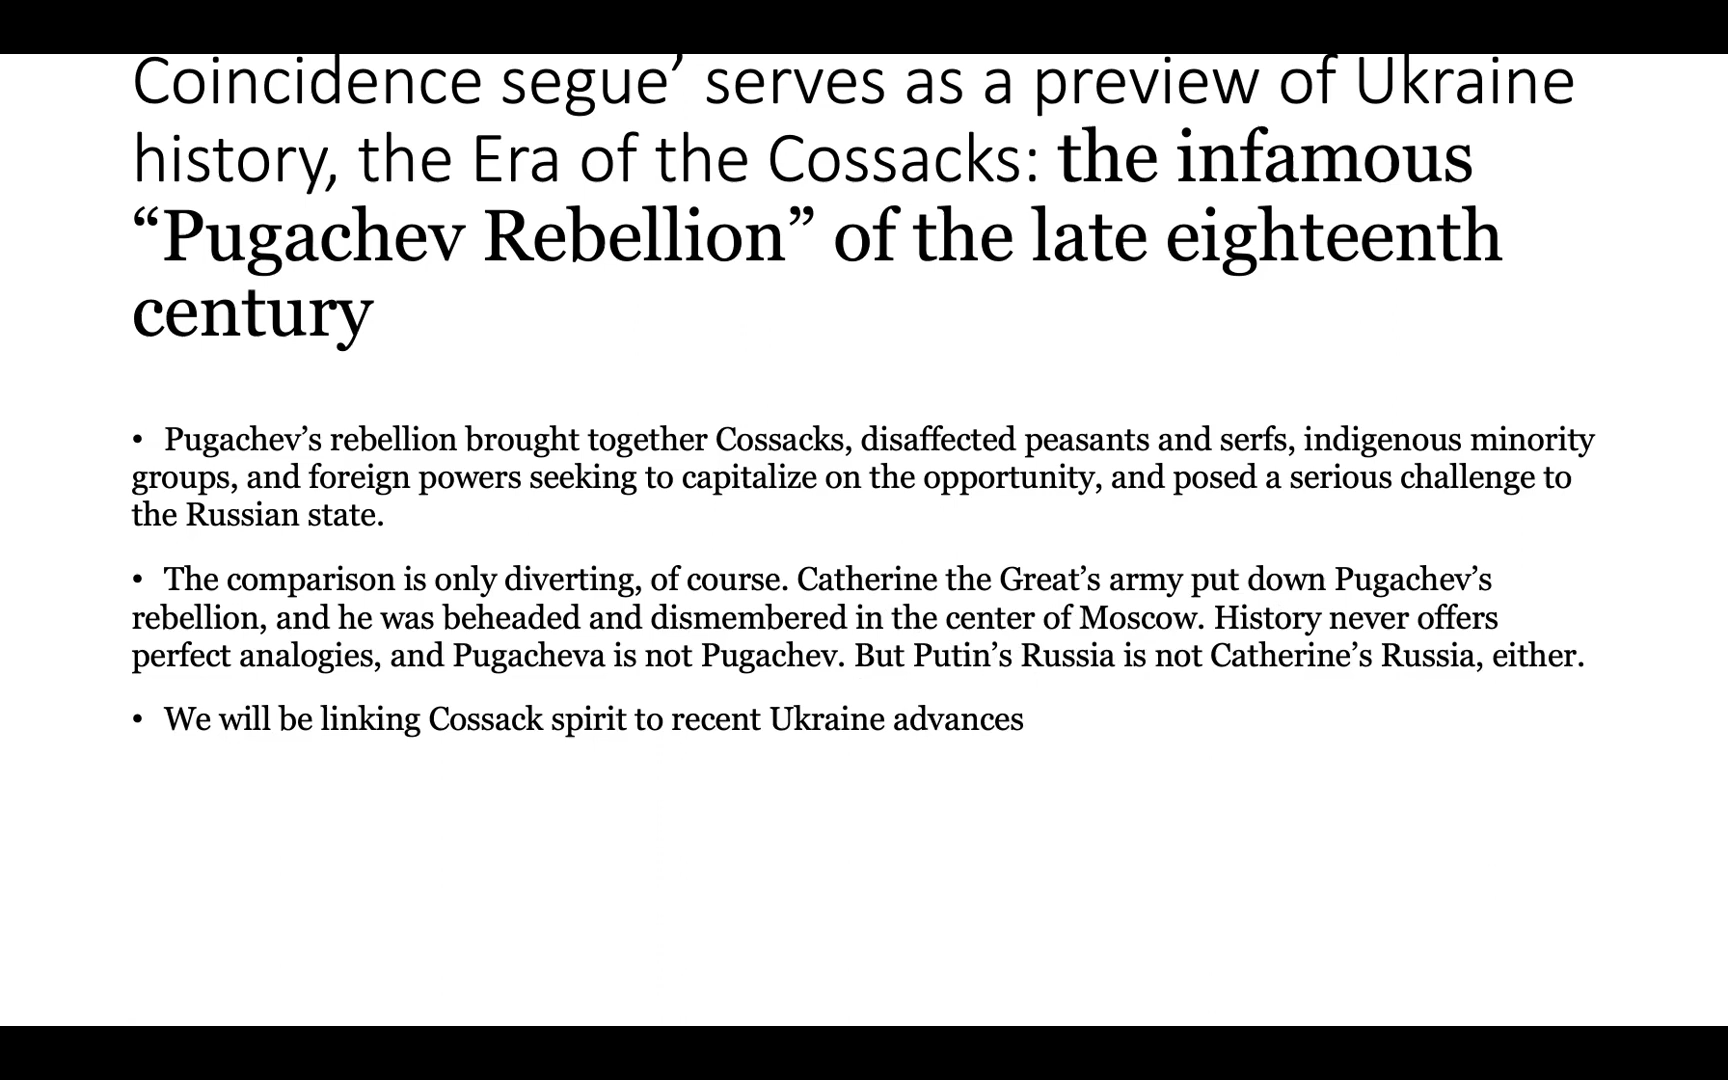 Coincidence segue’ serves as a preview of Ukraine
history, the Era of the Cossacks: the infamous
“Pugachev Rebellion” of the late eighteenth
century
• Pugachev’s rebellion brought together Cossacks, disaffected peasants and serfs, indigenous minority
groups, and foreign powers seeking to capitalize on the opportunity, and posed a serious challenge to
the Russian state.
• The comparison is only diverting, of course. Catherine the Great’s army put down Pugachev’s
rebellion, and he was beheaded and dismembered in the center of Moscow. History never offers
perfect analogies, and Pugacheva is not Pugachev. But Putin’s Russia is not Catherine’s Russia, either.
• We will be linking Cossack spirit to recent Ukraine advances